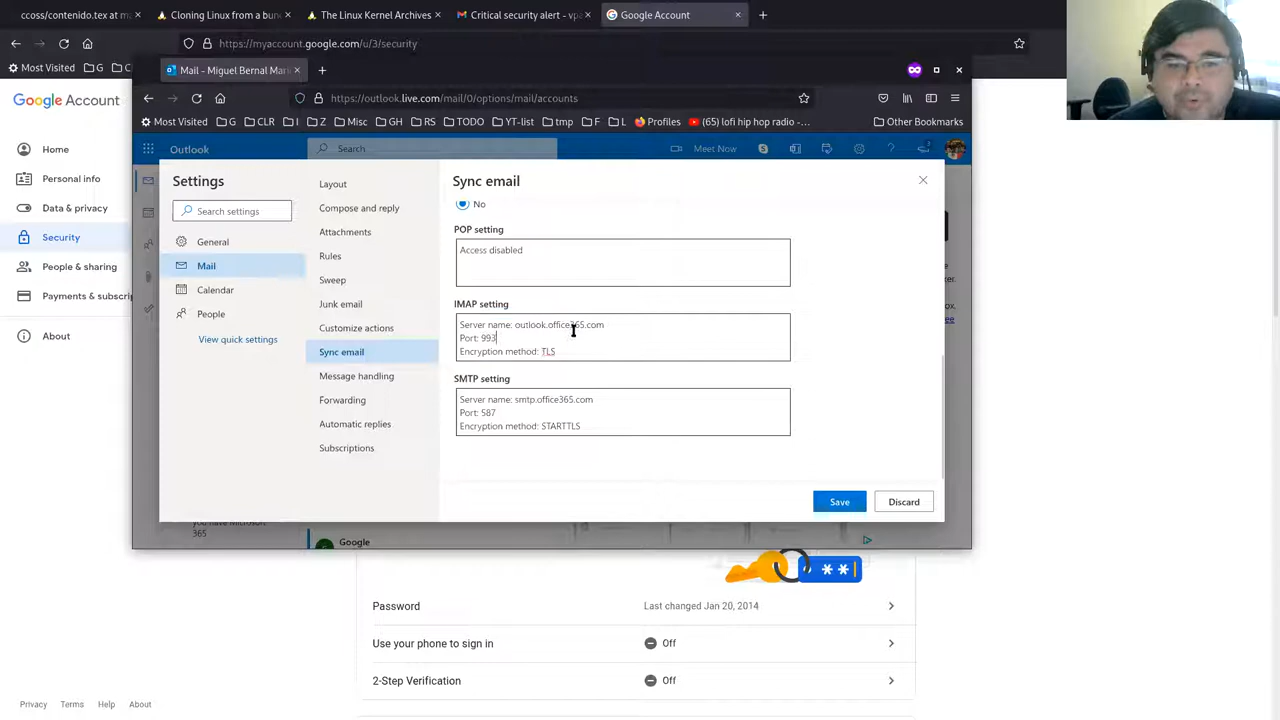 ccoss/contenido.tex at m
Cloning Linux from a bun
The Linux Kernel Archives
Critical security alert - vpa
Google Account
https://myaccount.google.com/u/3/security
Most Visited
G
Mail - Miguel Bernal Mari
https://outlook.live.com/mail/0/options/mail/accounts
Most Visited
G
CLR
I
Z
Misc
GH
RS
TODO
YT-list
tmp
F
L
Profiles
(65) lofi hip hop radio -...
Other Bookmarks
Google Account
Home
Personal info
Data & privacy
Security
People & sharing
Payments & subscrip
About
Outlook
Search
Meet Now
Settings
Search settings
General
Mail
Calendar
People
View quick settings
Layout
Compose and reply
Attachments
Rules
Sweep
Junk email
Customize actions
Sync email
Message handling
Forwarding
Automatic replies
Subscriptions
Sync email
No
POP setting
Access disabled
IMAP setting
Server name: outlook.office365.com
Port: 993
Encryption method: TLS
SMTP setting
Server name: smtp.office365.com
Port: 587
Encryption method: STARTTLS
Save
Discard
you have Microsoft
365
Google
**
Password
Last changed Jan 20, 2014
Use your phone to sign in
Off
2-Step Verification
Off
Privacy
Terms
Help
About